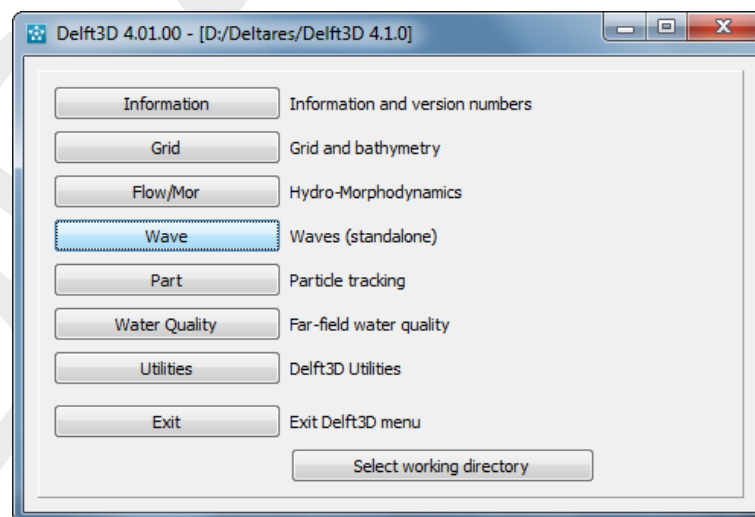 Delft3D 4.01.00 - [D:/Deltares/Delft3D 4.1.0]
Information Information and version numbers
Grid Grid and bathymetry
Flow/Mor Hydro-Morphodynamics
Wave Waves (standalone)
Part Particle tracking
Water Quality Far-field water quality
Utilities Delft3D Utilities
Exit Exit Delft3D menu
Select working directory